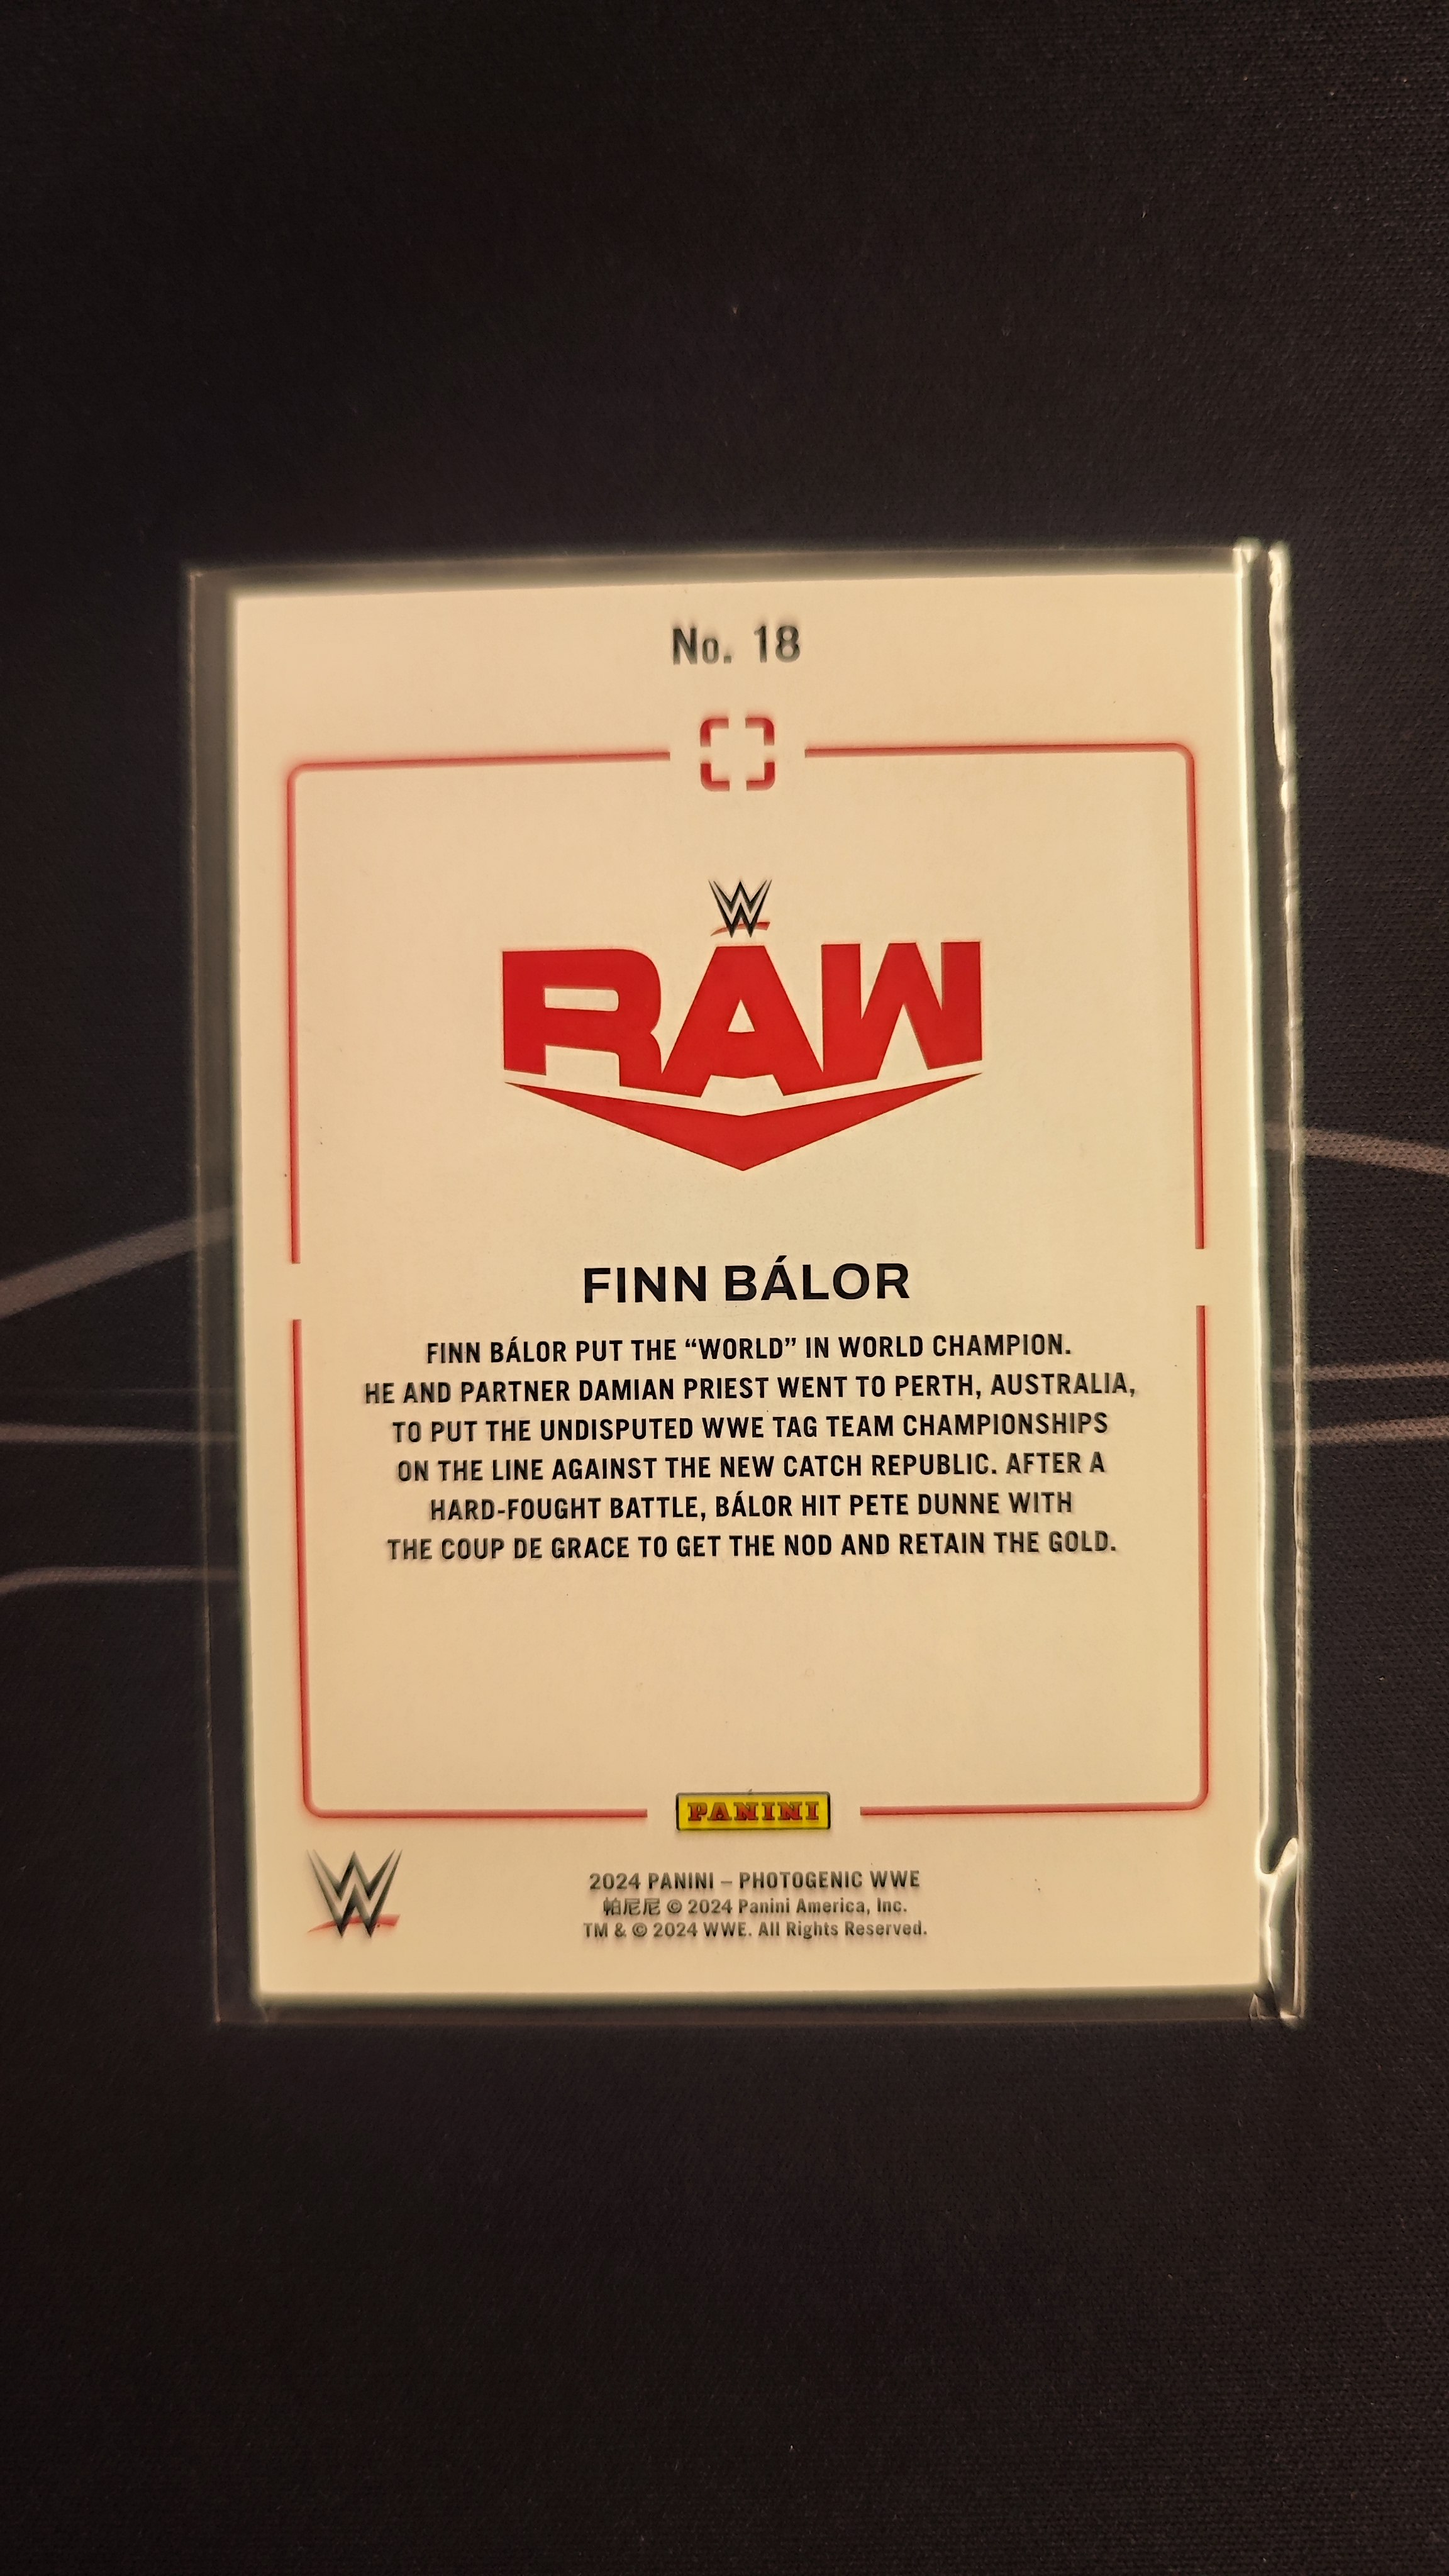 No. 18
W
RAW
FINN BÁLOR
FINN BÁLOR PUT THE “WORLD” IN WORLD CHAMPION.
HE AND PARTNER DAMIAN PRIEST WENT TO PERTH, AUSTRALIA,
TO PUT THE UNDISPUTED WWE TAG TEAM CHAMPIONSHIPS
ON THE LINE AGAINST THE NEW CATCH REPUBLIC. AFTER A
HARD-FOUGHT BATTLE, BÁLOR HIT PETE DUNNE WITH
THE COUP DE GRACE TO GET THE NOD AND RETAIN THE GOLD.
PANINI
W
2024 PANINI – PHOTOGENIC WWE
帕尼尼 © 2024 Panini America, Inc.
TM & © 2024 WWE. All Rights Reserved.